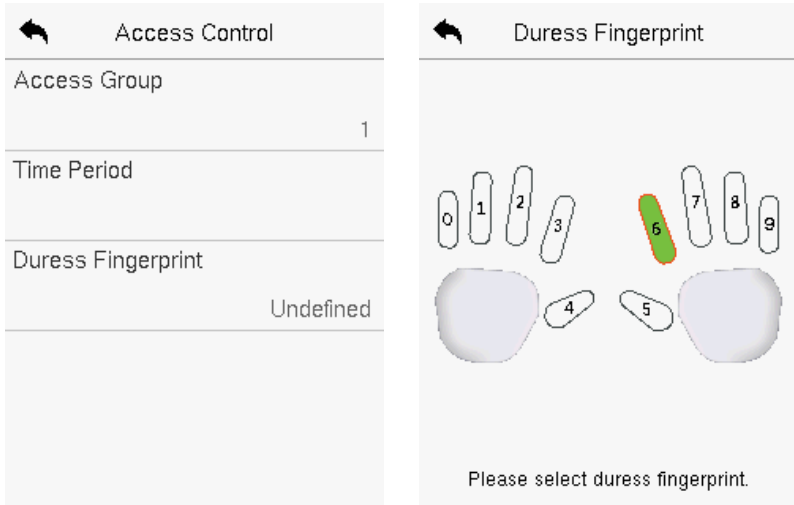 Access Control
Access Group
1
Time Period
Duress Fingerprint
Undefined
Duress Fingerprint
0 1 2 3 6 7 8 9
4 5
Please select duress fingerprint.